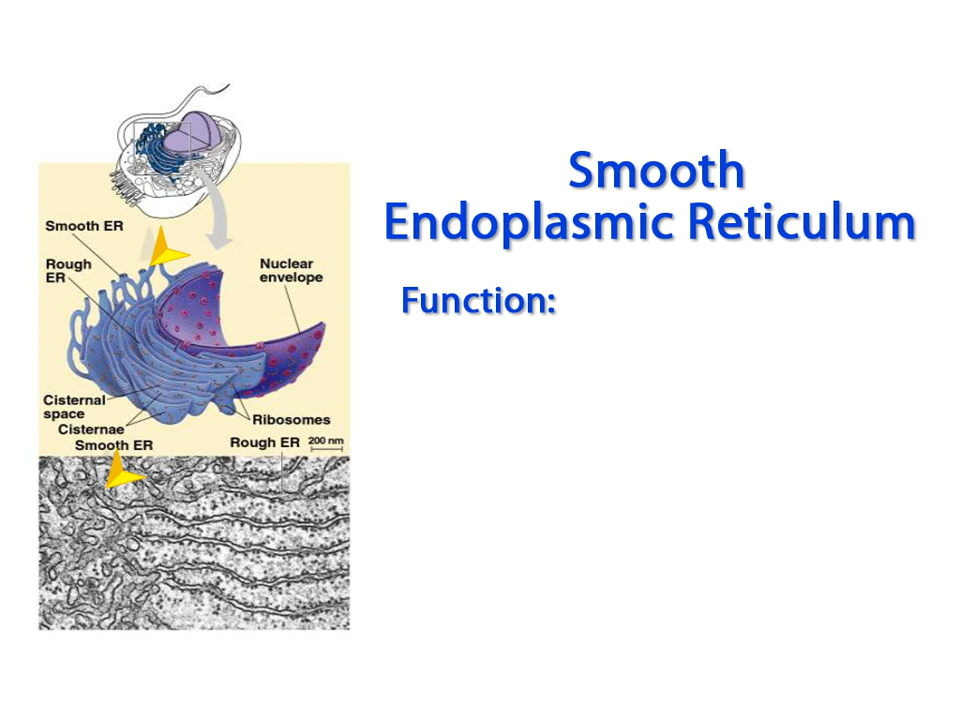 Smooth
Endoplasmic Reticulum
Function:
Smooth ER
Rough
ER
Nuclear
envelope
Cisternal
space
Cisternae
Ribosomes
Smooth ER
Rough ER
200 nm